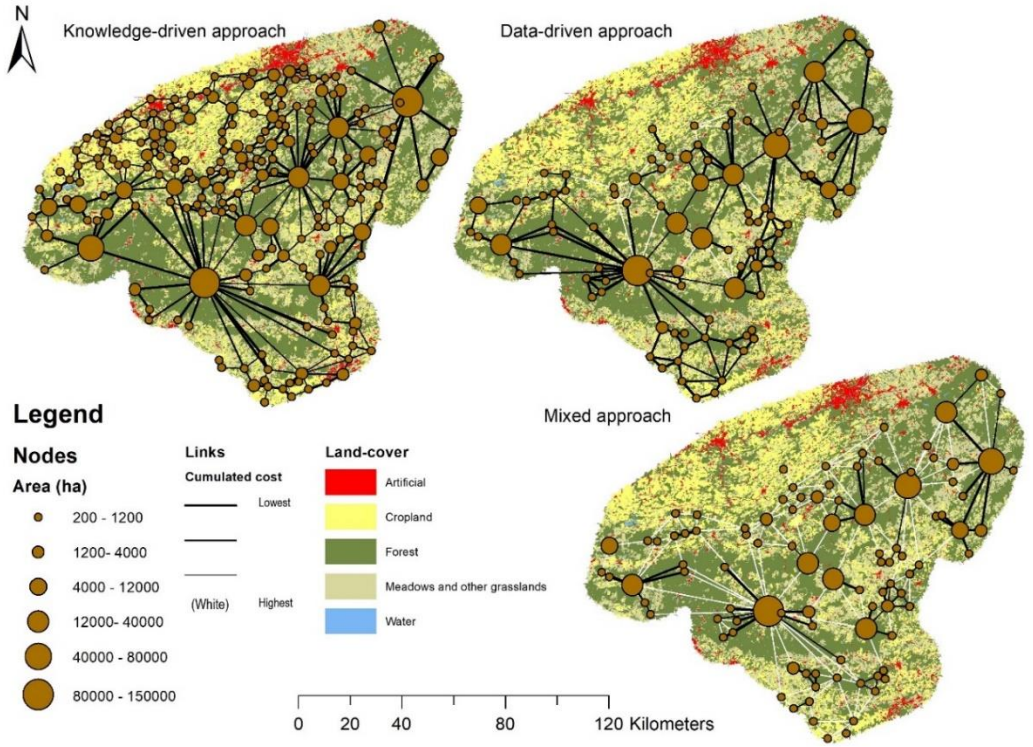 N
Knowledge-driven approach
Data-driven approach
Mixed approach
Legend
Nodes
Area (ha)
200 - 1200
1200- 4000
4000 - 12000
12000- 40000
40000 - 80000
80000 - 150000
Links
Cumulated cost
Lowest
(White) Highest
Land-cover
Artificial
Cropland
Forest
Meadows and other grasslands
Water
0 20 40 80 120 Kilometers